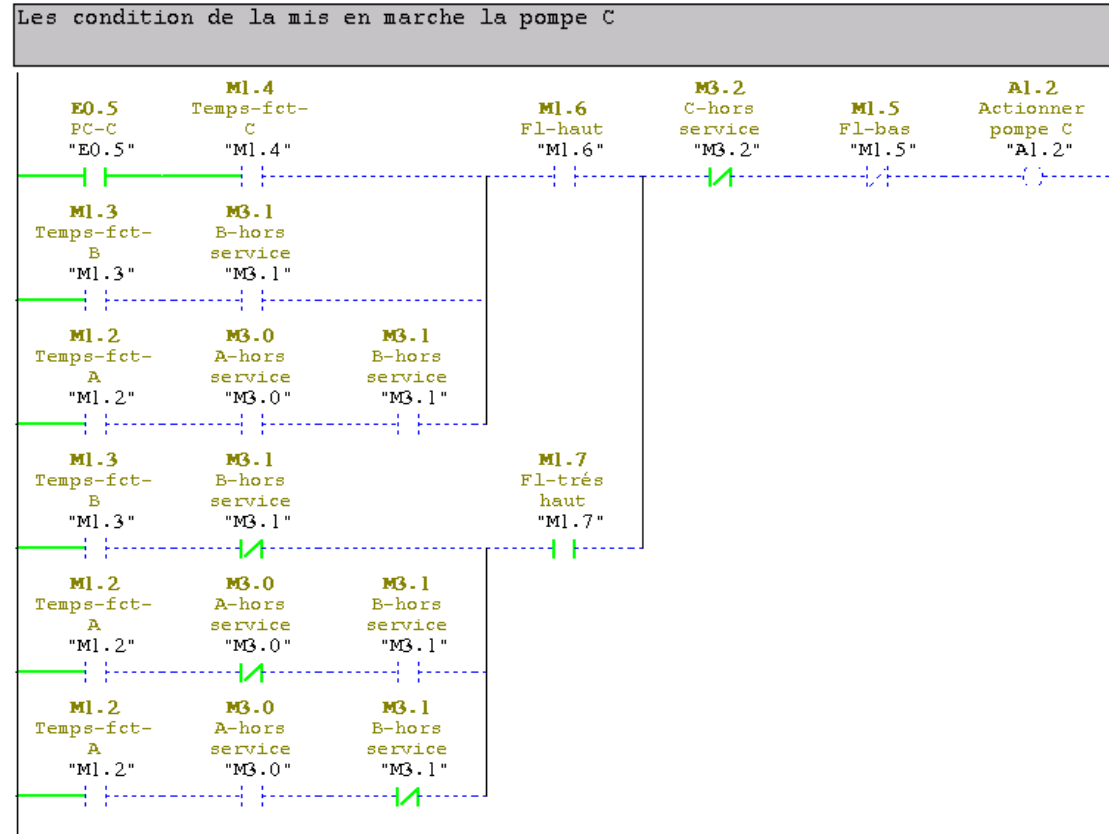 Les condition de la mis en marche la pompe C
E0.5
PC-C
"E0.5"
M1.4
Temps-fct-
C
"M1.4"
M1.6
Fl-haut
"M1.6"
M3.2
C-hors
service
"M3.2"
M1.5
Fl-bas
"M1.5"
A1.2
Actionner
pompe C
"A1.2"
M1.3
Temps-fct-
B
"M1.3"
M3.1
B-hors
service
"M3.1"
M1.2
Temps-fct-
A
"M1.2"
M3.0
A-hors
service
"M3.0"
M3.1
B-hors
service
"M3.1"
M1.3
Temps-fct-
B
"M1.3"
M3.1
B-hors
service
"M3.1"
M1.7
Fl-trés
haut
"M1.7"
M1.2
Temps-fct-
A
"M1.2"
M3.0
A-hors
service
"M3.0"
M3.1
B-hors
service
"M3.1"
M1.2
Temps-fct-
A
"M1.2"
M3.0
A-hors
service
"M3.0"
M3.1
B-hors
service
"M3.1"